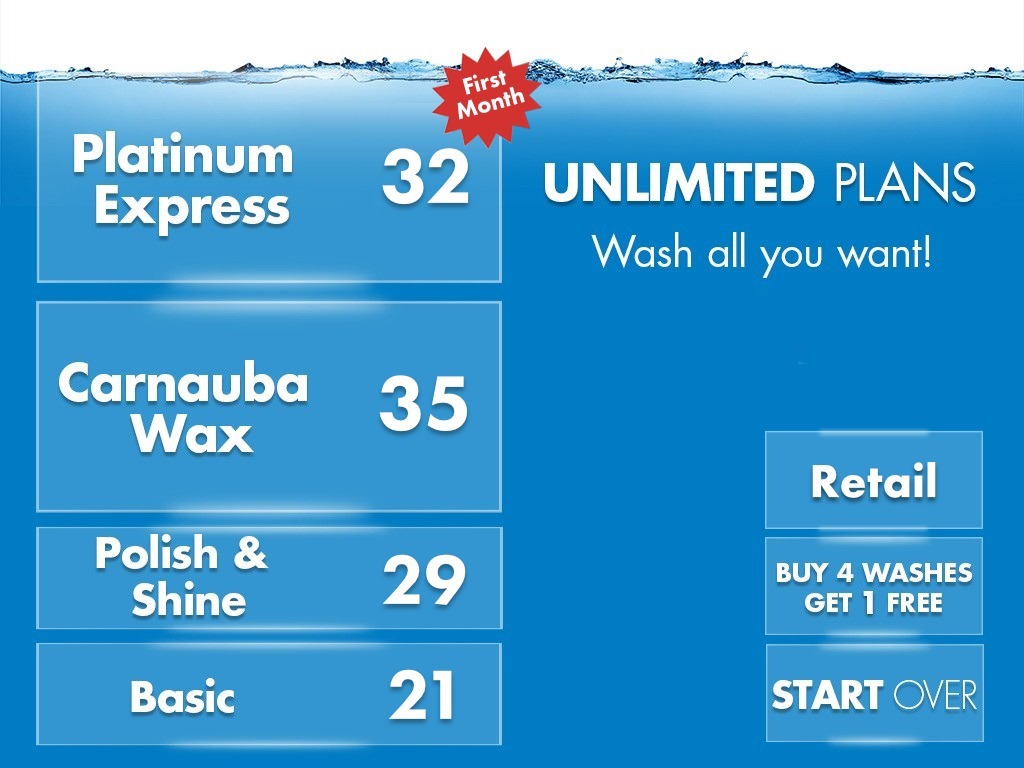 First
Month
Platinum
Express
32
UNLIMITED PLANS
Wash all you want!
Carnauba
Wax
35
Polish &
Shine
29
Basic
21
Retail
BUY 4 WASHES
GET 1 FREE
START OVER